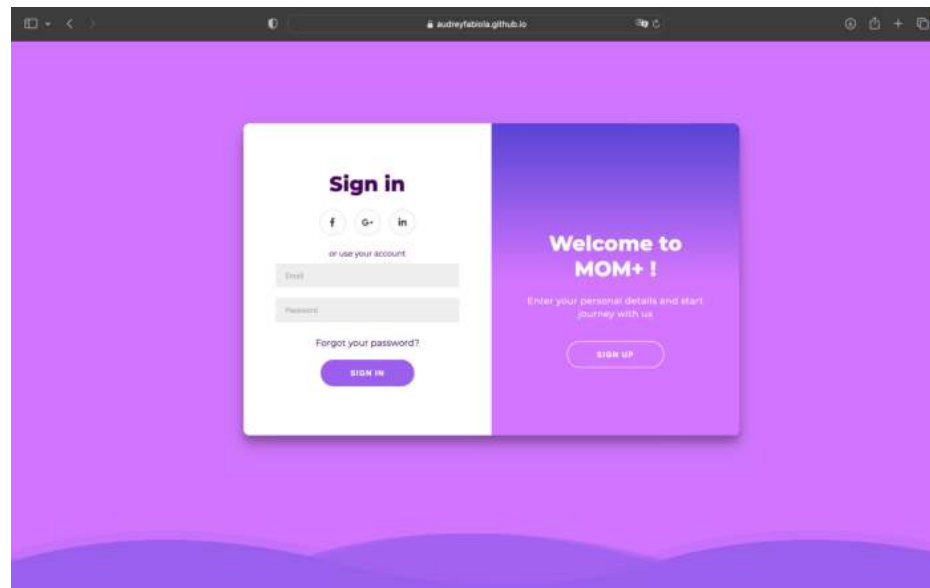 audreyfabiola.github.io
Sign in
f G+ in
or use your account
Email
Password
Forgot your password?
SIGN IN
Welcome to
MOM+ !
Enter your personal details and start
journey with us
SIGN UP